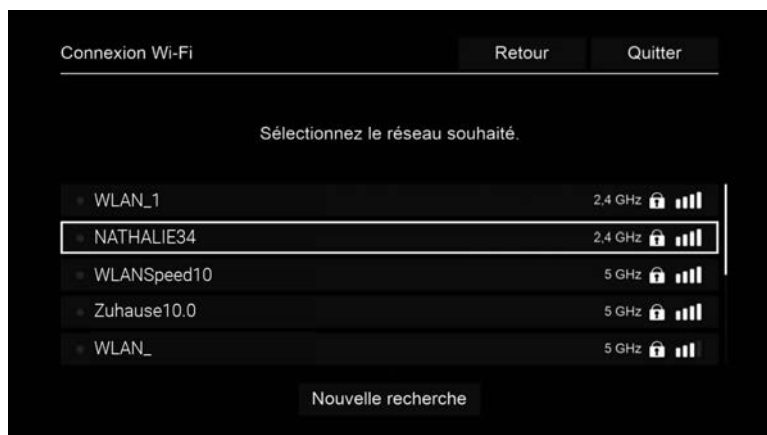 Connexion Wi-Fi Retour Quitter
Sélectionnez le réseau souhaité.
WLAN_1 2,4 GHz
NATHALIE34 2,4 GHz
WLANSpeed10 5 GHz
Zuhause10.0 5 GHz
WLAN_ 5 GHz
Nouvelle recherche